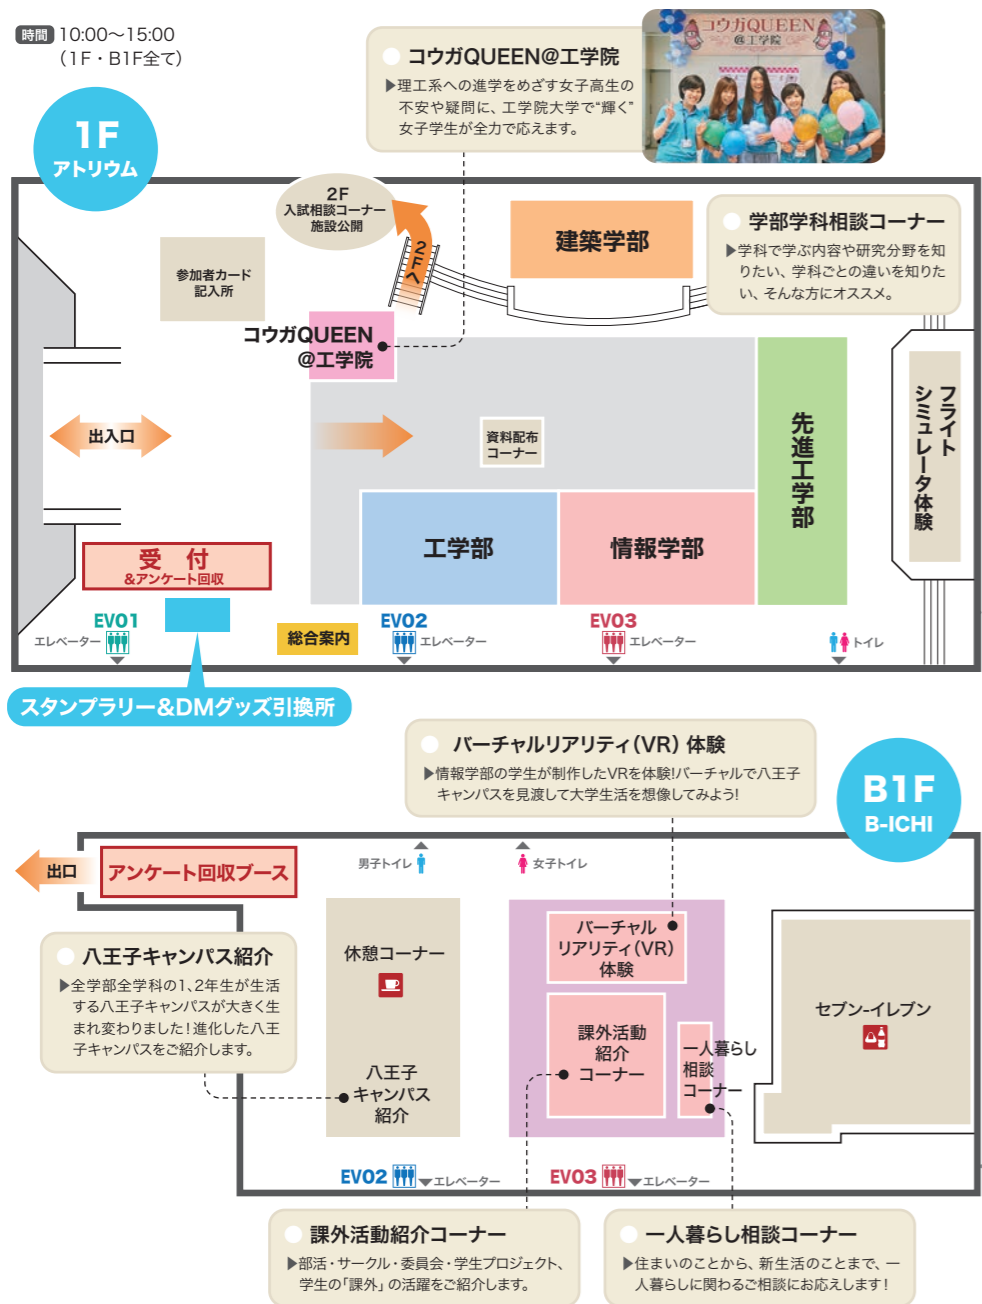 時間 10:00〜15:00
(1F・B1F全て)
1F
アトリウム
コウガQUEEN@工学院
▶理工系への進学をめざす女子高生の
不安や疑問に、工学院大学で“輝く”
女子学生が全力で応えます。
コウガQUEEN
@工学院
2F
入試相談コーナー
施設公開
2Fへ
建築学部
学部学科相談コーナー
▶学科で学ぶ内容や研究分野を知
りたい、学科ごとの違いを知りた
い、そんな方にオススメ。
参加者カード
記入所
コウガQUEEN
@工学院
出入口
資料配布
コーナー
先進工学部
フライト
シミュレータ体験
工学部
情報学部
受 付
&アンケート回収
EV01
エレベーター
総合案内
EV02
エレベーター
EV03
エレベーター
トイレ
スタンプラリー&DMグッズ引換所
バーチャルリアリティ(VR) 体験
▶情報学部の学生が制作したVRを体験!バーチャルで八王子
キャンパスを見渡して大学生活を想像してみよう!
B1F
B-ICHI
出口
アンケート回収ブース
男子トイレ
女子トイレ
八王子キャンパス紹介
▶全学部全学科の1、2年生が生活
する八王子キャンパスが大きく生
まれ変わりました!進化した八王
子キャンパスをご紹介します。
休憩コーナー
八王子
キャンパス
紹介
バーチャル
リアリティ(VR)
体験
課外活動
紹介
コーナー
一人暮らし
相談
コーナー
セブン-イレブン
EV02
エレベーター
EV03
エレベーター
課外活動紹介コーナー
▶部活・サークル・委員会・学生プロジェクト、
学生の「課外」の活躍をご紹介します。
一人暮らし相談コーナー
▶住まいのことから、新生活のことまで、一
人暮らしに関わるご相談にお応えします!